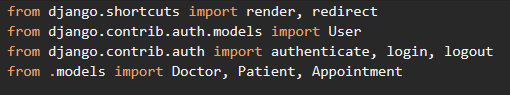 from django.shortcuts import render, redirect
from django.contrib.auth.models import User
from django.contrib.auth import authenticate, login, logout
from .models import Doctor, Patient, Appointment